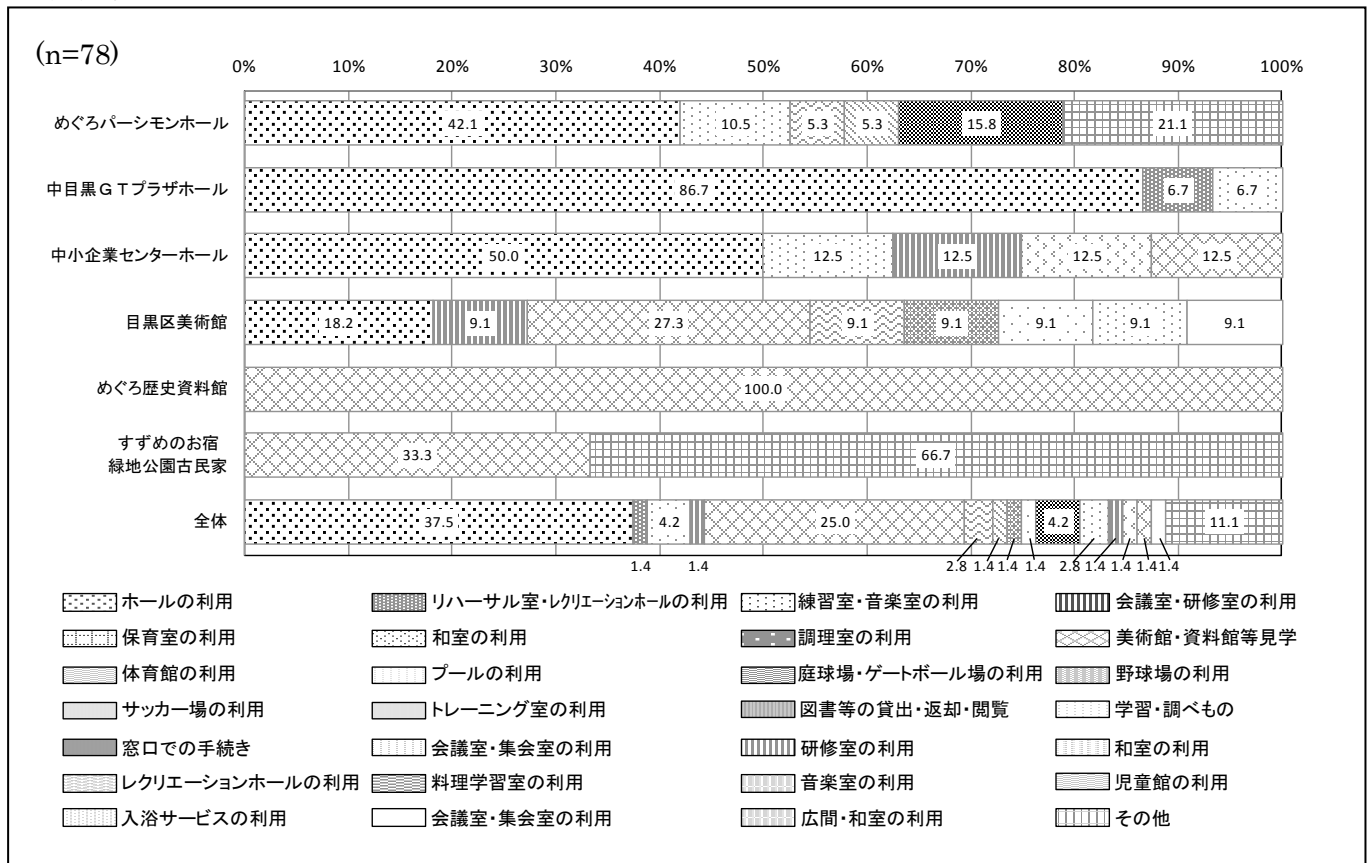 (n=78)
0% 10% 20% 30% 40% 50% 60% 70% 80% 90% 100%
めぐろパーシモンホール 42.1 10.5 5.3 5.3 15.8 21.1
中目黒GTプラザホール 86.7 6.7 6.7
中小企業センターホール 50.0 12.5 12.5 12.5 12.5
目黒区美術館 18.2 9.1 27.3 9.1 9.1 9.1 9.1 9.1
めぐろ歴史資料館 100.0
すずめのお宿
緑地公園古民家 33.3 66.7
全体 37.5 4.2 25.0 4.2 11.1
1.4 1.4 2.8 1.4 1.4 1.4 2.8 1.4 1.4 1.4 1.4
ホールの利用 リハーサル室・レクリエーションホールの利用 練習室・音楽室の利用 会議室・研修室の利用
保育室の利用 和室の利用 調理室の利用 美術館・資料館等見学
体育館の利用 プールの利用 庭球場・ゲートボール場の利用 野球場の利用
サッカー場の利用 トレーニング室の利用 図書等の貸出・返却・閲覧 学習・調べもの
窓口での手続き 会議室・集会室の利用 研修室の利用 和室の利用
レクリエーションホールの利用 料理学習室の利用 音楽室の利用 児童館の利用
入浴サービスの利用 会議室・集会室の利用 広間・和室の利用 その他